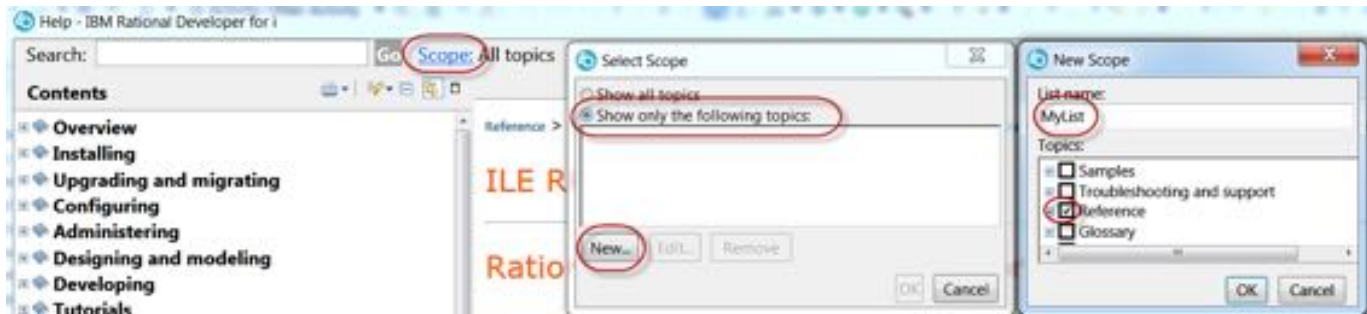 Help - IBM Rational Developer for i
Search:
Go
Scope: All topics
Contents
Overview
Installing
Upgrading and migrating
Configuring
Administering
Designing and modeling
Developing
Tutorials
Reference >
ILE R
Ratio
Select Scope
Show all topics
Show only the following topics:
New...
Edit...
Remove
OK
Cancel
New Scope
List name:
MyList
Topics:
Samples
Troubleshooting and support
Reference
Glossary
OK
Cancel